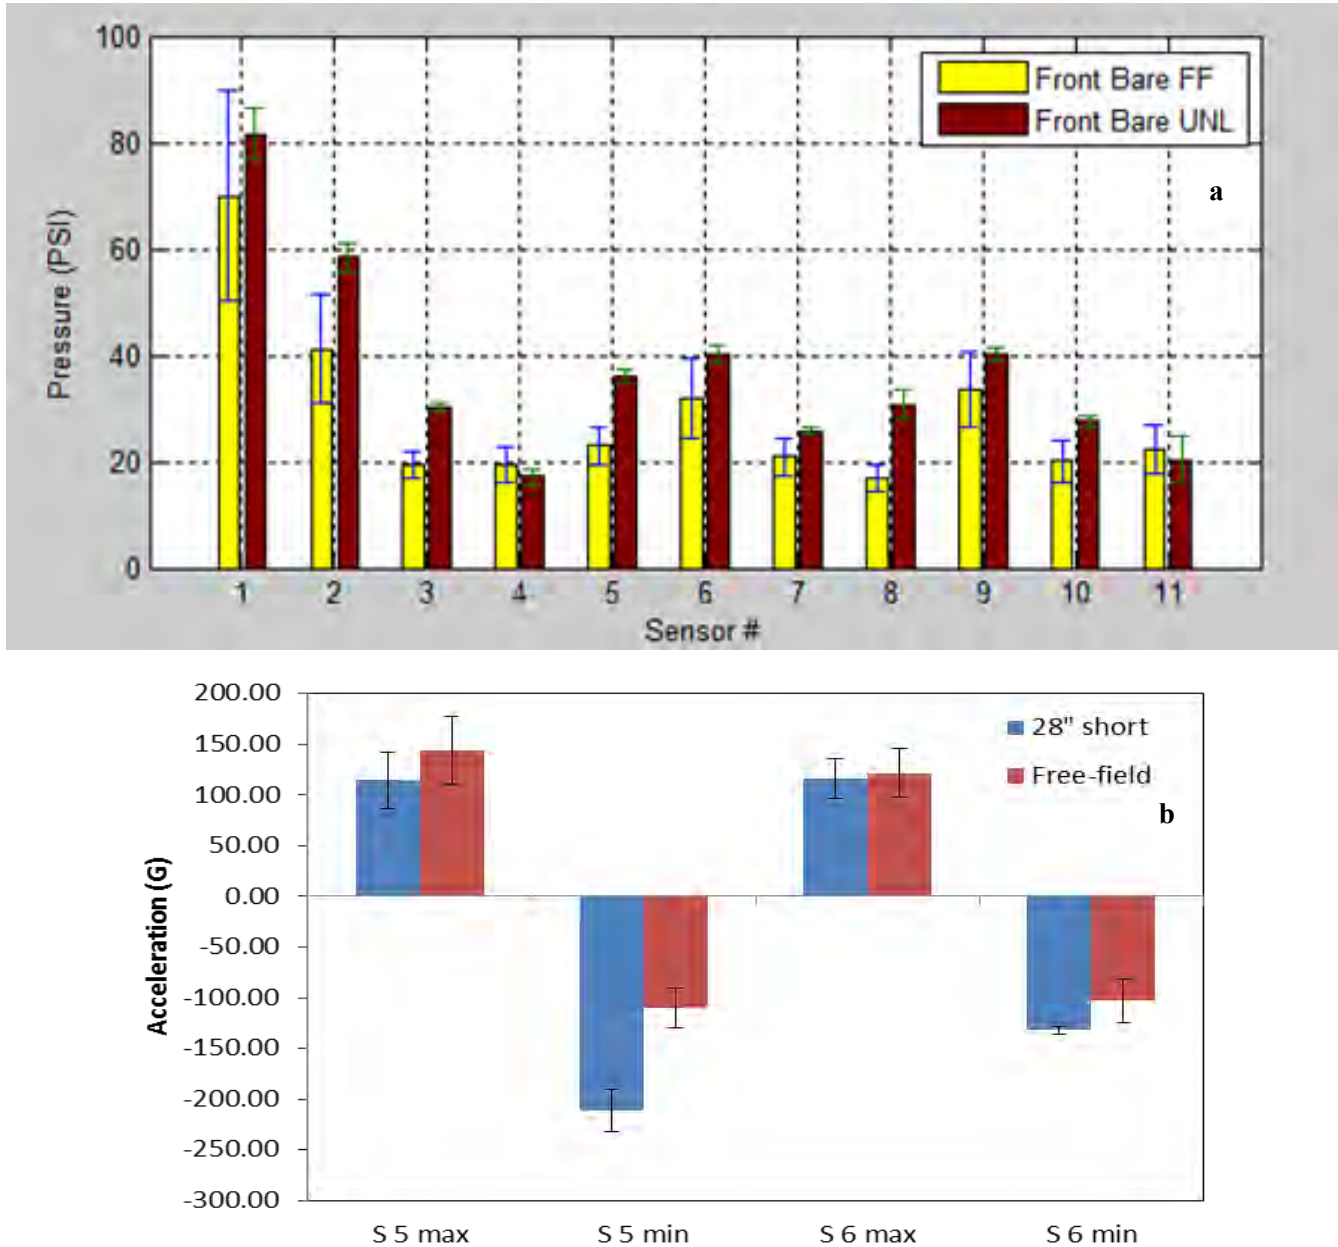 100
80
60
40
20
0
Pressure (PSI)
Front Bare FF
Front Bare UNL
a
1 2 3 4 5 6 7 8 9 10 11
Sensor #
200.00
150.00
100.00
50.00
0.00
-50.00
-100.00
-150.00
-200.00
-250.00
-300.00
Acceleration (G)
28" short
Free-field
b
S 5 max S 5 min S 6 max S 6 min